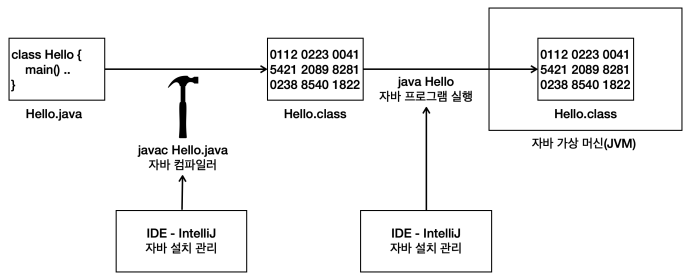 class Hello {
main() ..
}
Hello.java
javac Hello.java
자바 컴파일러
IDE - IntelliJ
자바 설치 관리
0112 0223 0041
5421 2089 8281
0238 8540 1822
Hello.class
java Hello
자바 프로그램 실행
IDE - IntelliJ
자바 설치 관리
0112 0223 0041
5421 2089 8281
0238 8540 1822
Hello.class
자바 가상 머신(JVM)